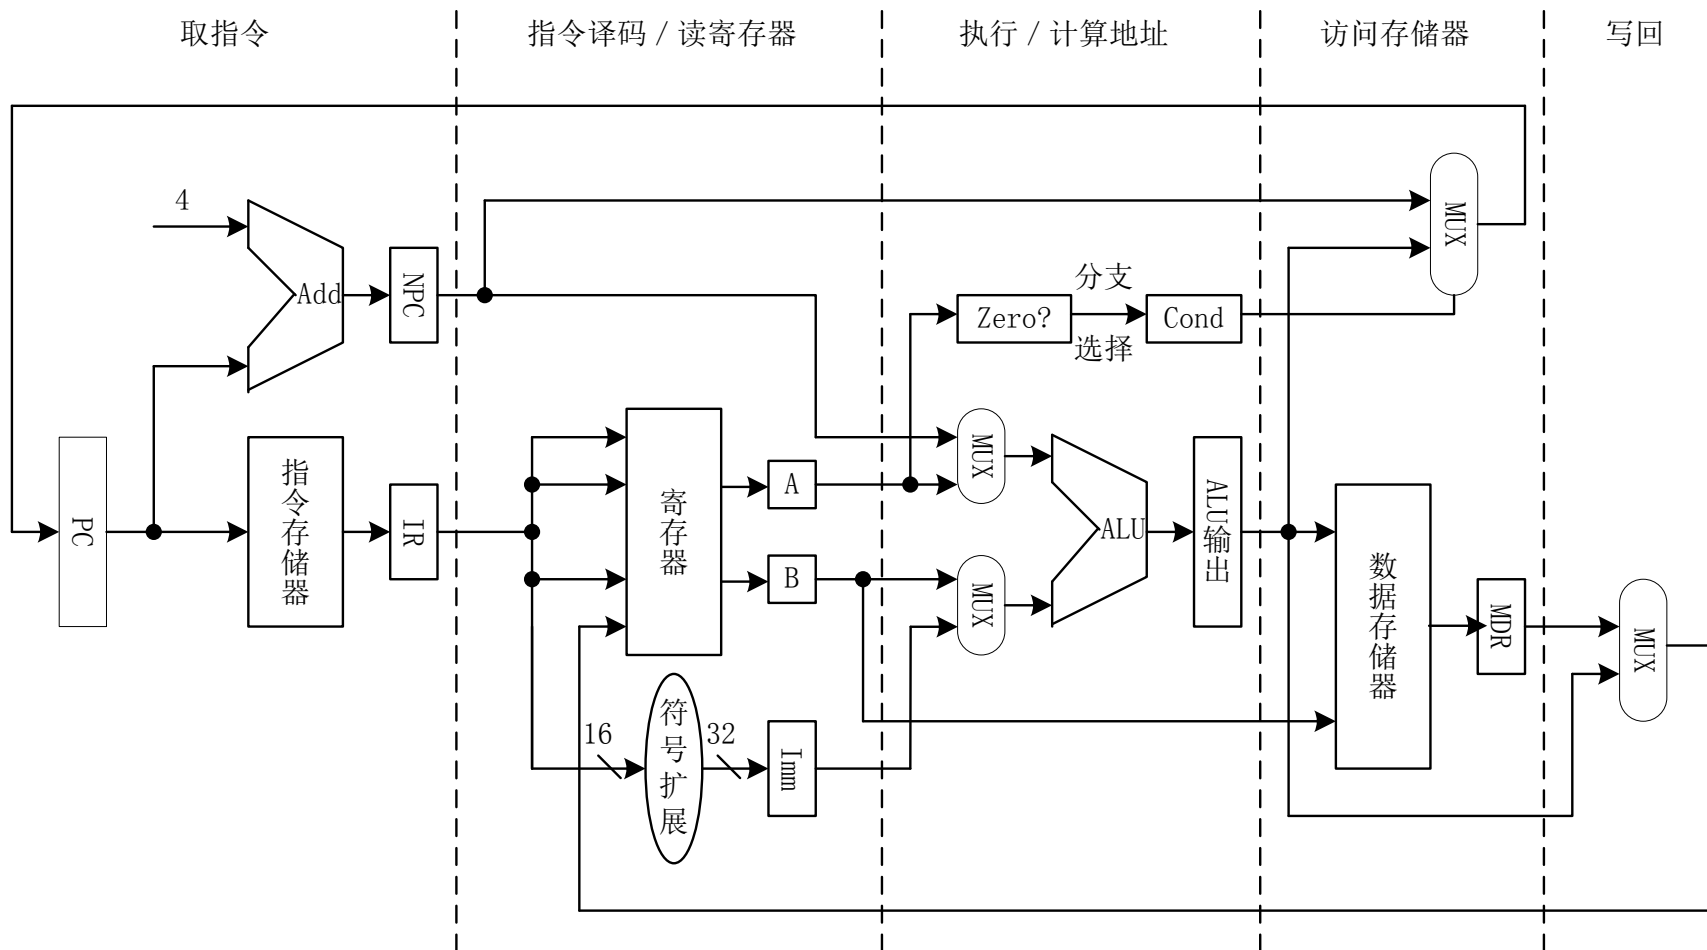 取指令
指令译码 / 读寄存器
执行 / 计算地址
访问存储器
写回
4
Add
NPC
分支
Zero?
Cond
选择
MUX
PC
指令存储器
IR
寄存器
A
B
MUX
MUX
ALU
ALU输出
数据存储器
MDR
MUX
16
符号扩展
32
Imm